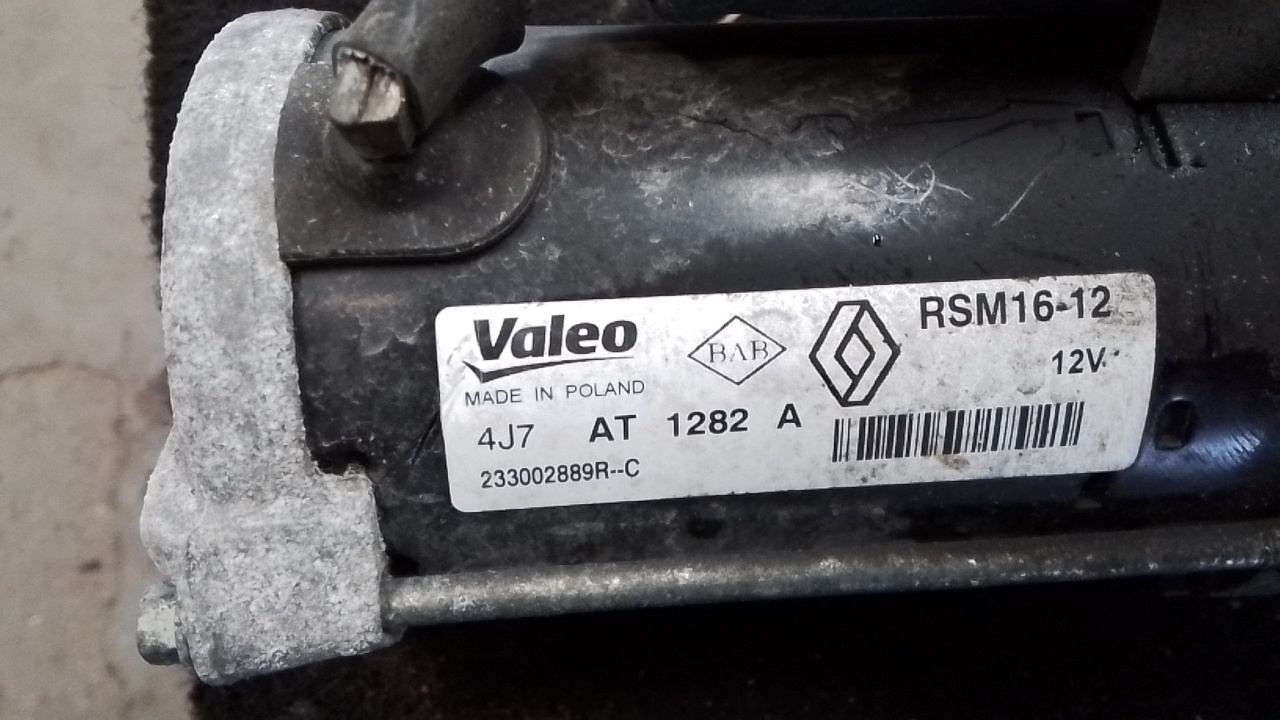 Valeo
MADE IN POLAND
BAB
RSM16-12
12V
4J7 AT 1282 A
233002889R--C